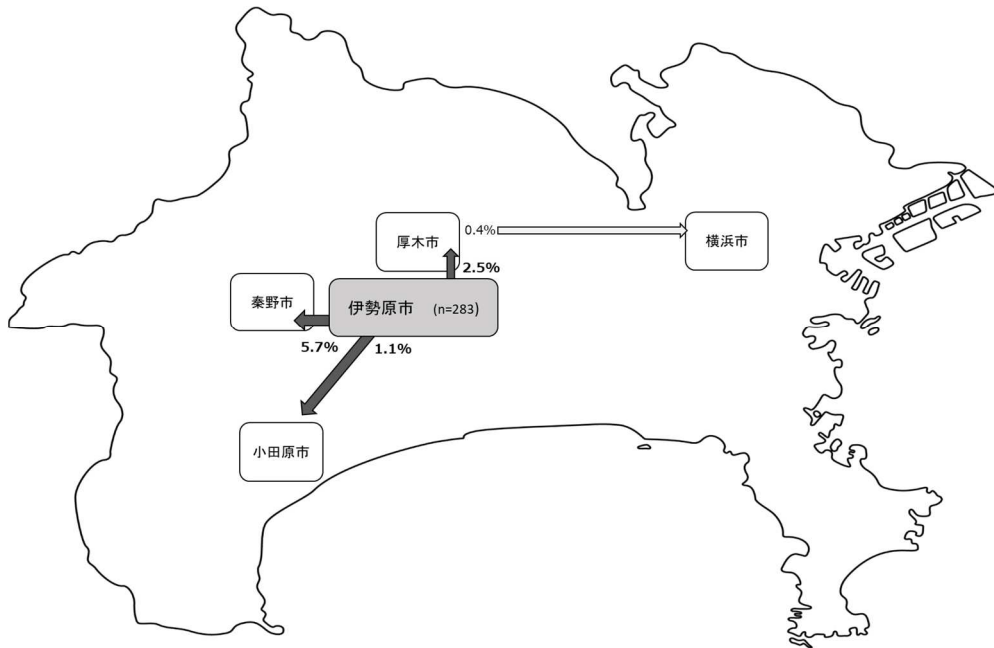 厚木市
0.4%
横浜市
2.5%
秦野市
伊勢原市 (n=283)
5.7%
1.1%
小田原市